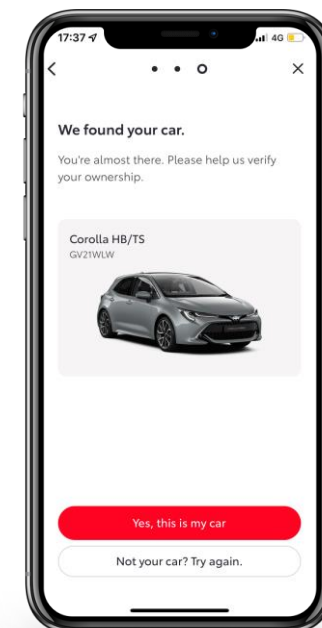 17:37
4G
We found your car.
You're almost there. Please help us verify
your ownership.
Corolla HB/TS
GV21WLW
Yes, this is my car
Not your car? Try again.